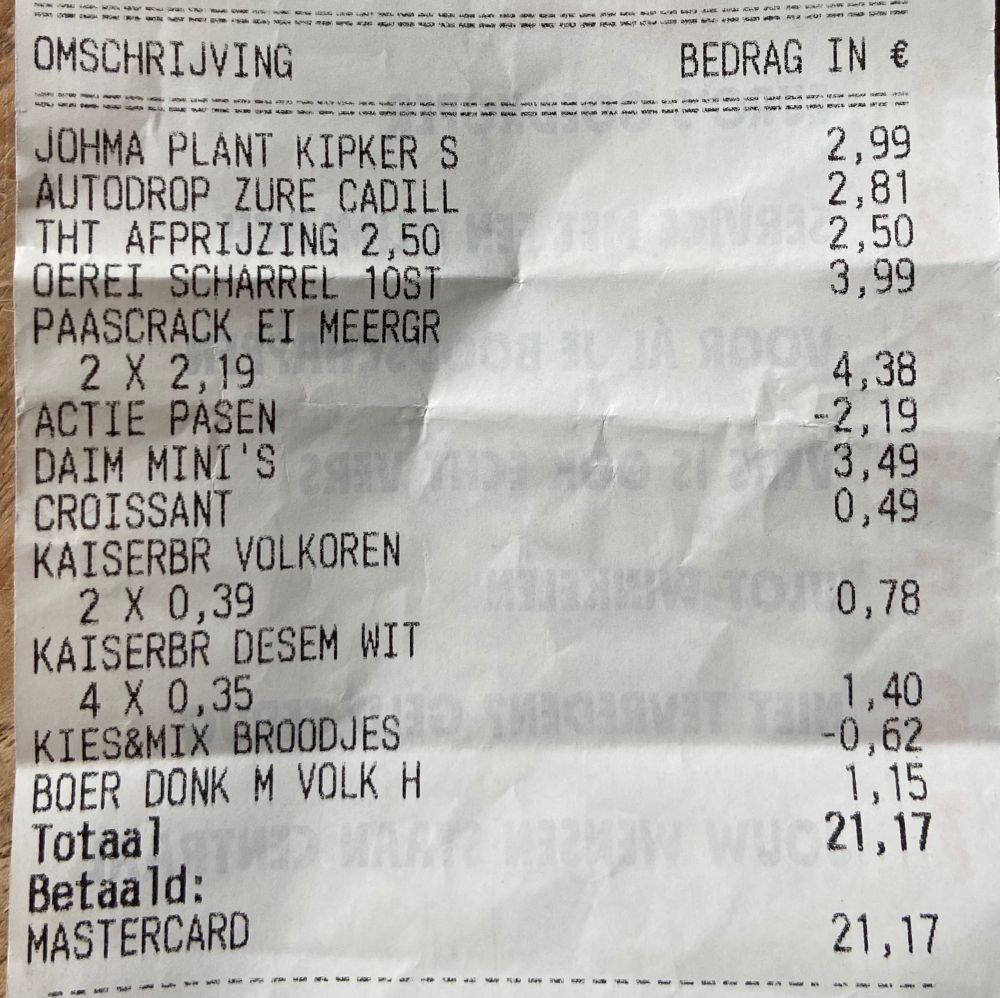 OMSCHRIJVING BEDRAG IN €
JOHMA PLANT KIPKER S 2,99
AUTODROP ZURE CADILL 2,81
THT AFPRIJZING 2,50 2,50
OEREI SCHARREL 10ST 3,99
PAASCRACK EI MEERGR
2 X 2,19 4,38
ACTIE PASEN -2,19
DAIM MINI'S 3,49
CROISSANT 0,49
KAISERBR VOLKOREN
2 X 0,39 0,78
KAISERBR DESEM WIT
4 X 0,35 1,40
KIES&MIX BROODJES -0,62
BOER DONK M VOLK H 1,15
Totaal 21,17
Betaald:
MASTERCARD 21,17